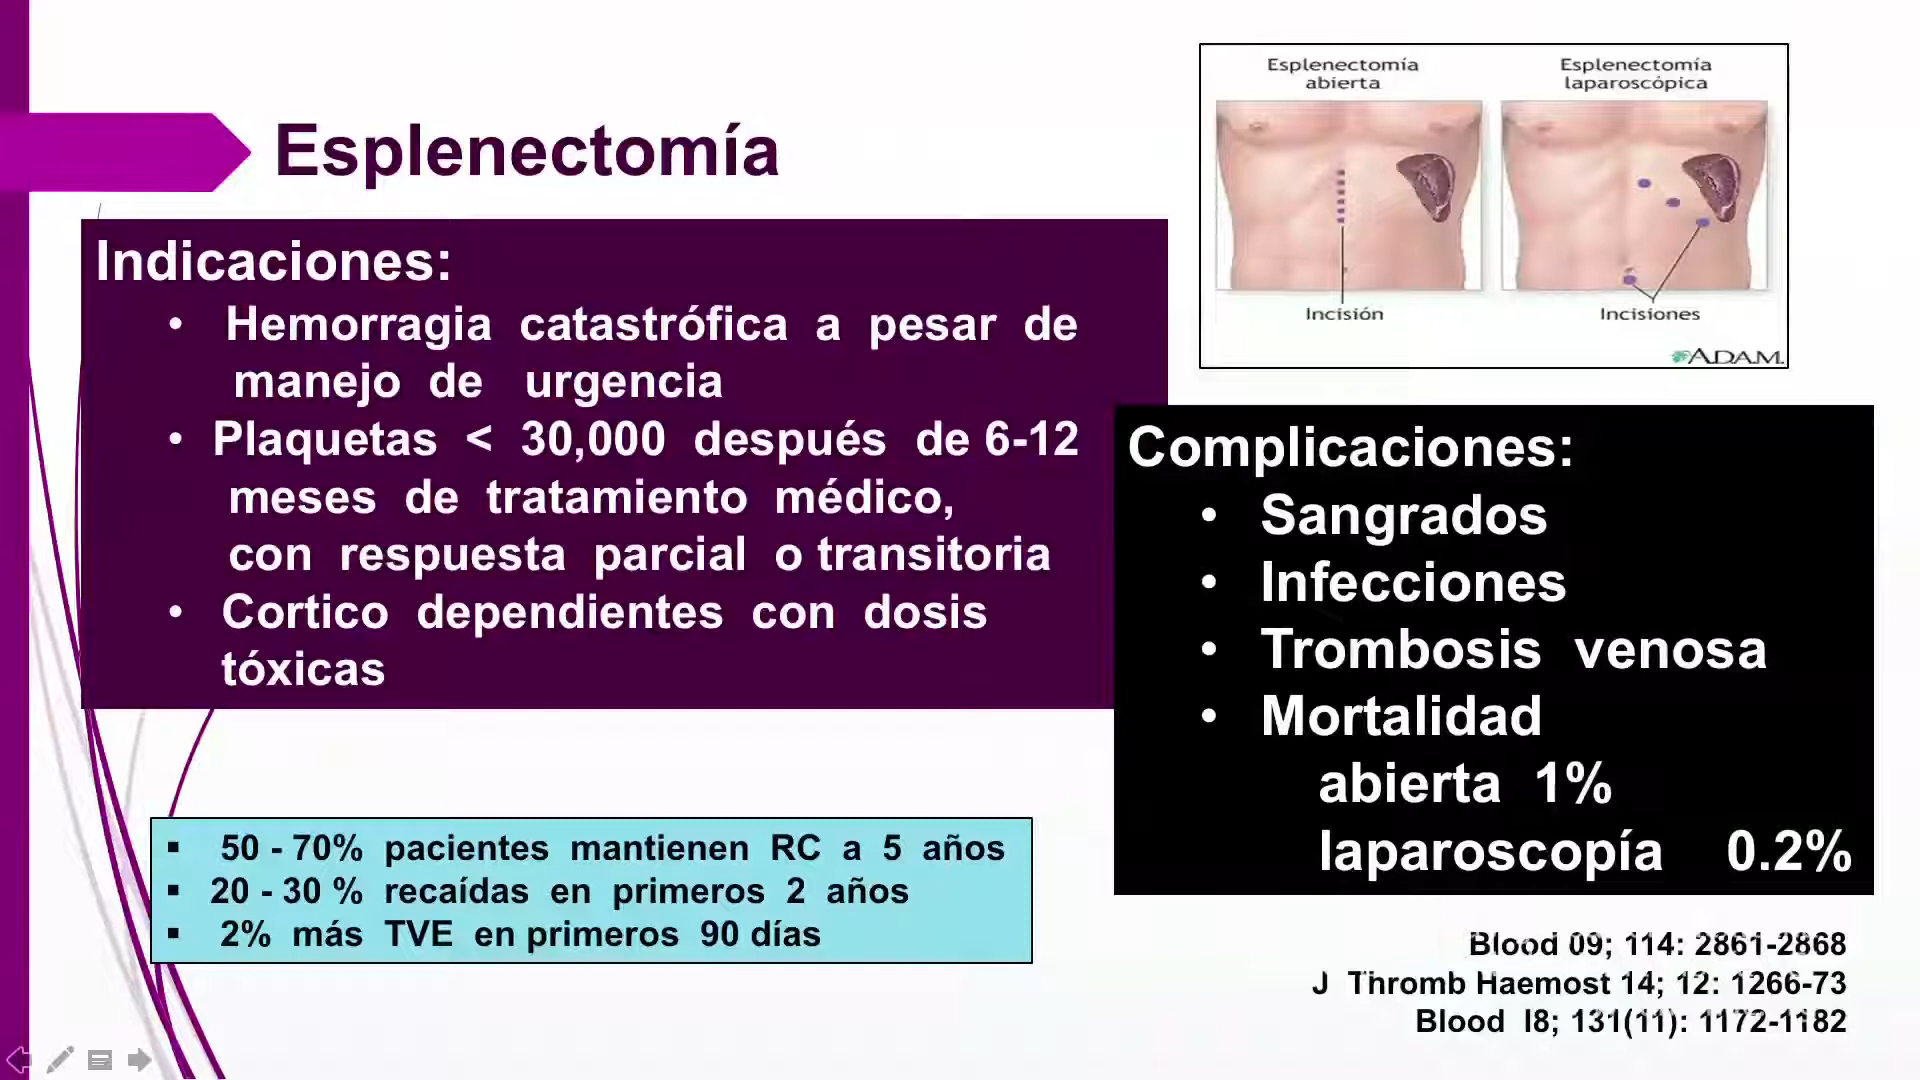 Esplenectomía
Esplenectomía
abierta
Esplenectomía
laparoscópica
Incisión
Incisiones
ADAM.
Indicaciones:
• Hemorragia catastrófica a pesar de
manejo de urgencia
• Plaquetas < 30,000 después de 6-12
meses de tratamiento médico,
con respuesta parcial o transitoria
• Cortico dependientes con dosis
tóxicas
Complicaciones:
• Sangrados
• Infecciones
• Trombosis venosa
• Mortalidad
abierta 1%
laparoscopía 0.2%
▪ 50 - 70% pacientes mantienen RC a 5 años
▪ 20 - 30 % recaídas en primeros 2 años
▪ 2% más TVE en primeros 90 días
Blood 09; 114: 2861-2868
J Thromb Haemost 14; 12: 1266-73
Blood I8; 131(11): 1172-1182